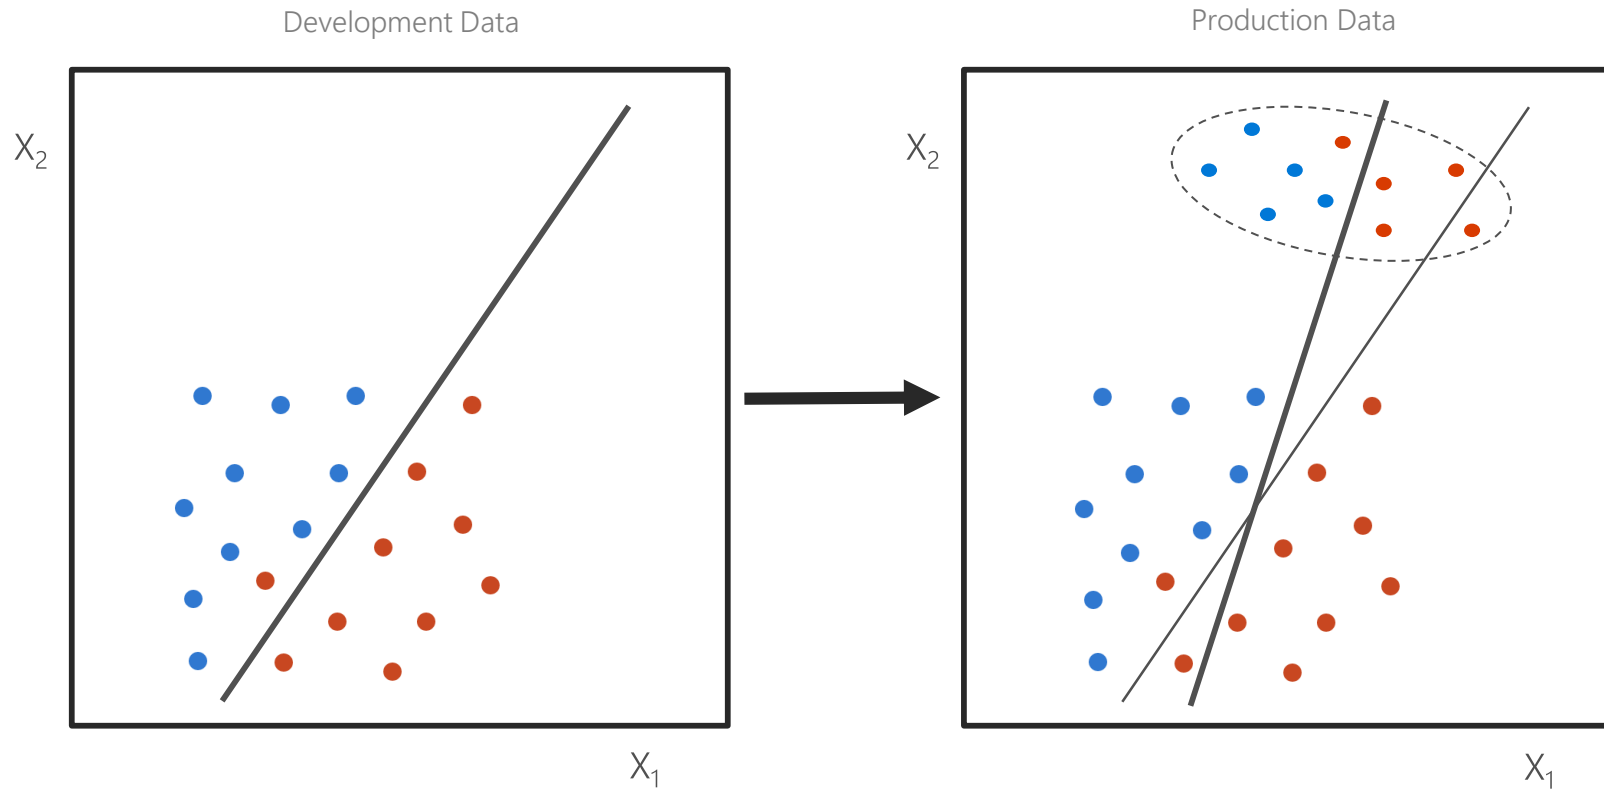 Development Data
Production Data
X₂
X₂
X₁
X₁